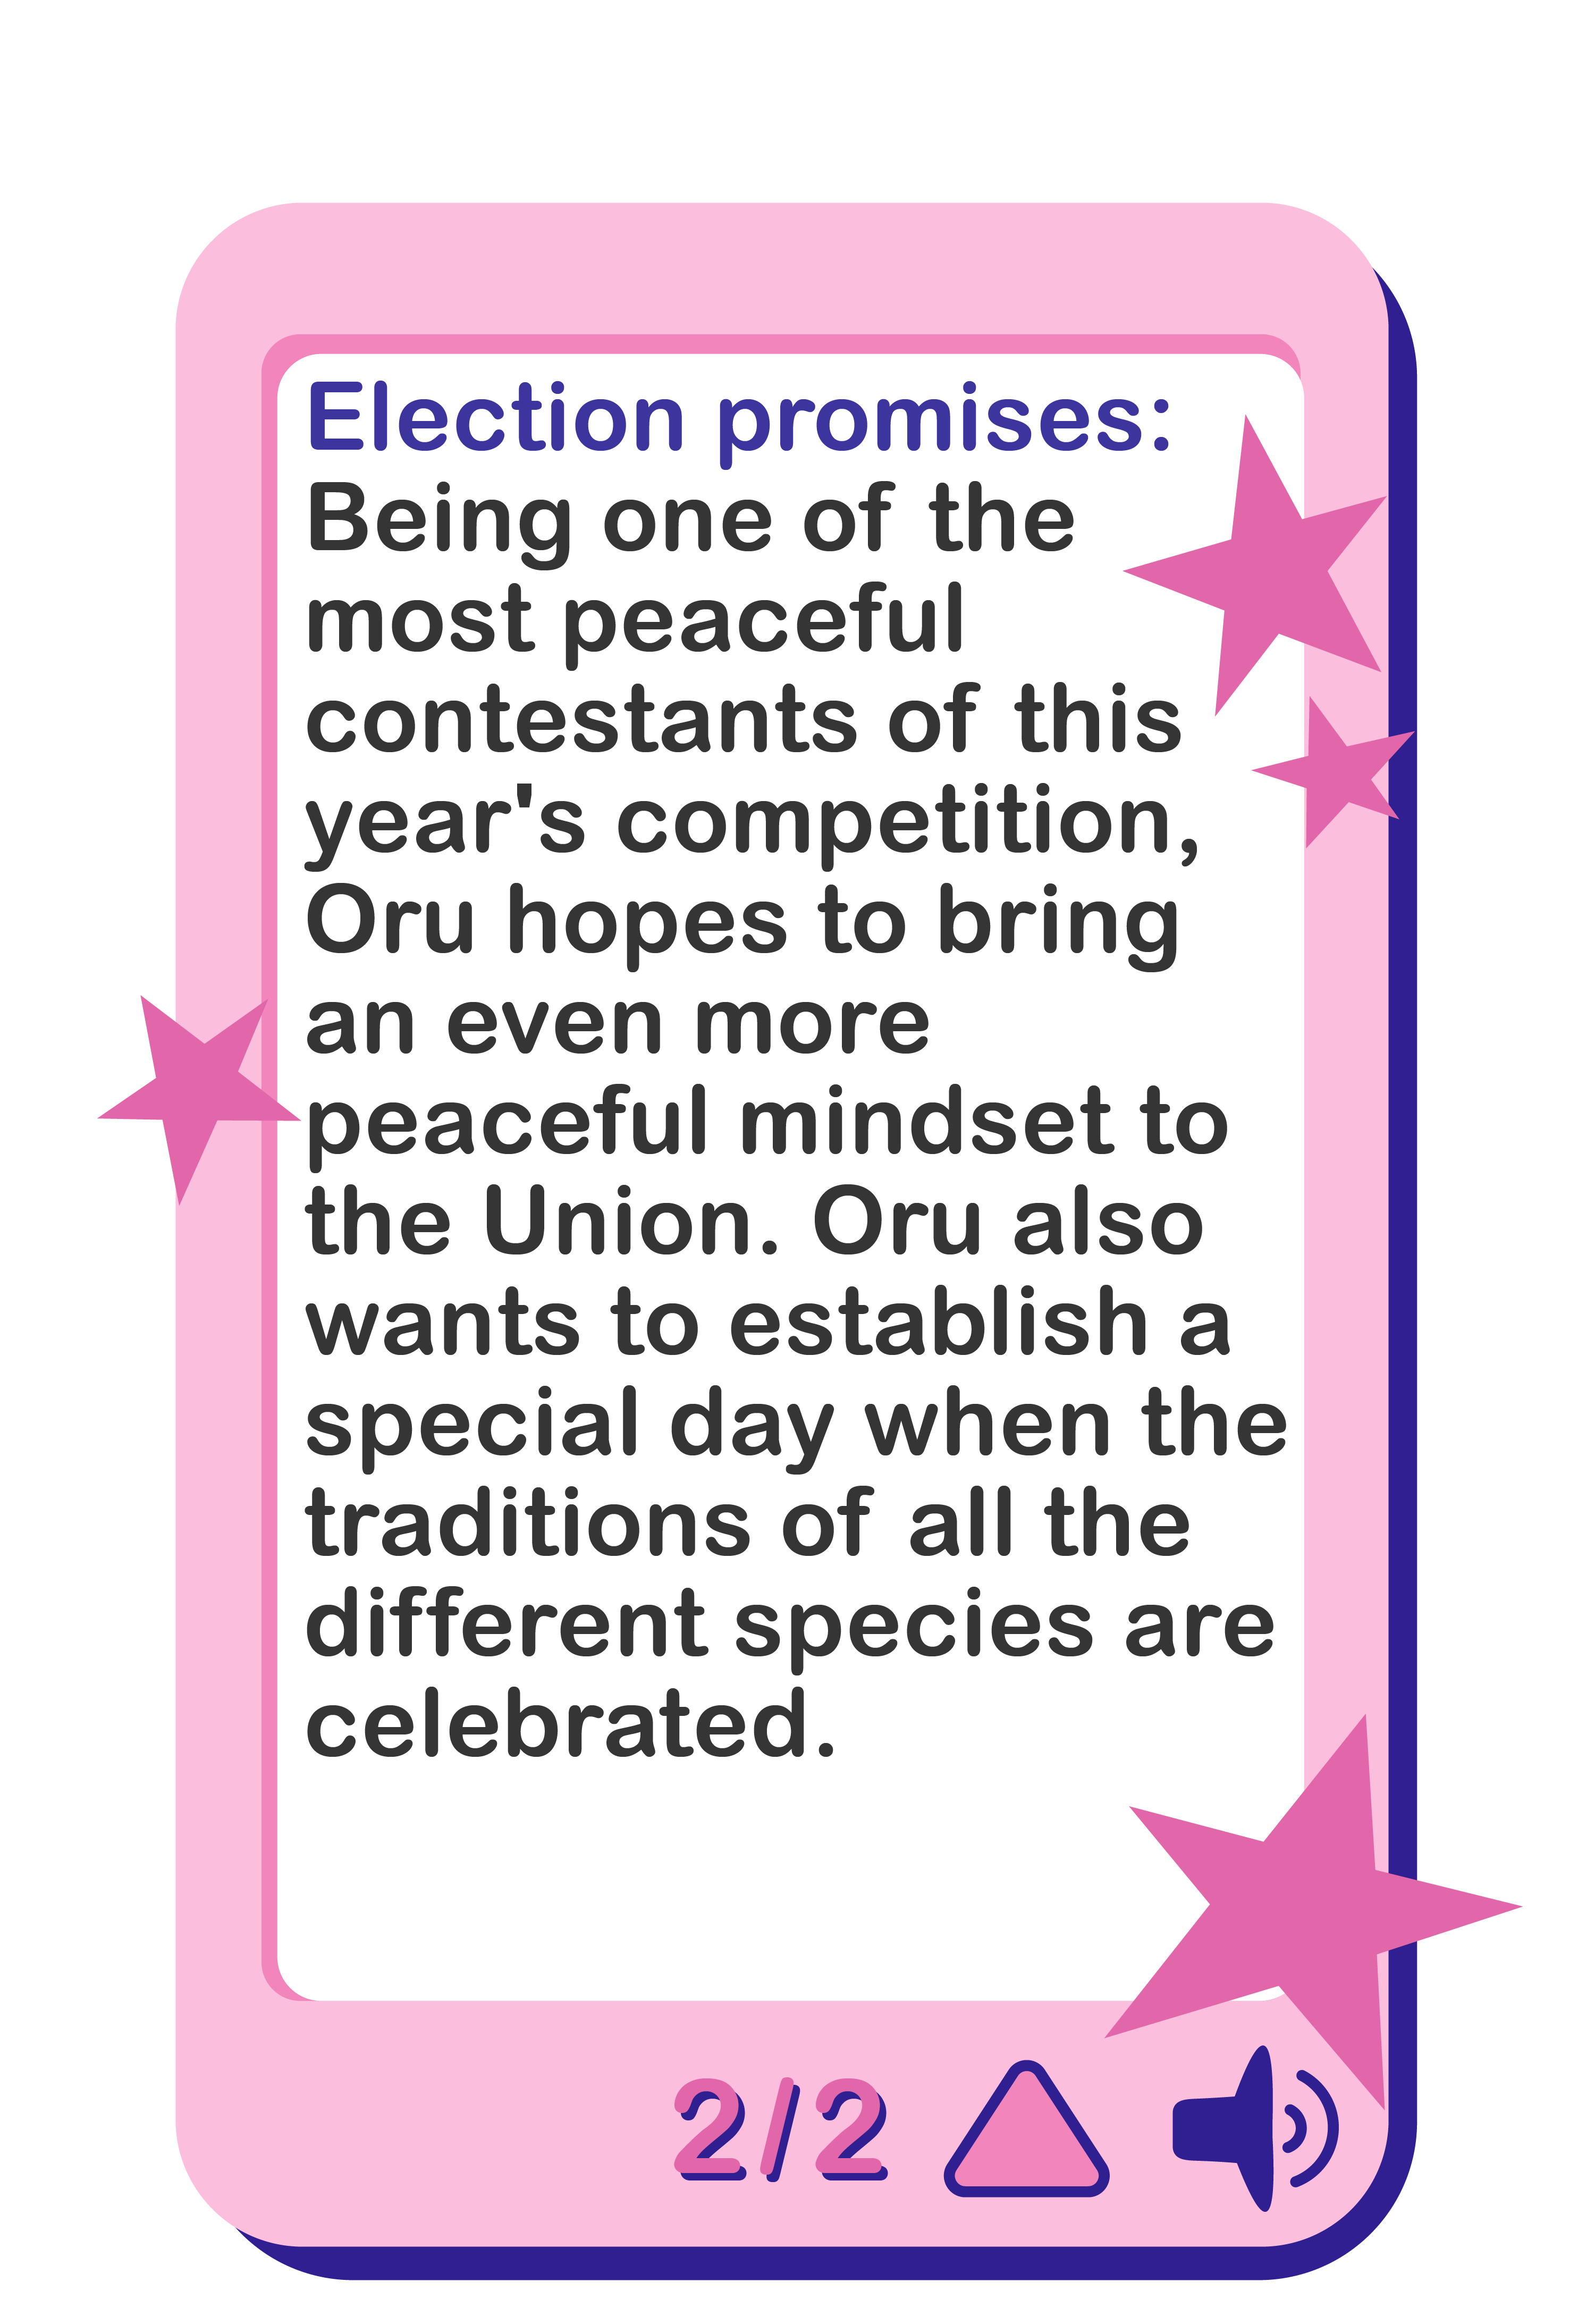 Election promises:
Being one of the
most peaceful
contestants of this
year's competition,
Oru hopes to bring
an even more
peaceful mindset to
the Union. Oru also
wants to establish a
special day when the
traditions of all the
different species are
celebrated.
2/2